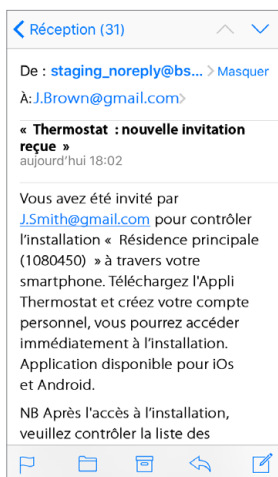 Réception (31)
De : staging_noreply@bs... Masquer
À: J.Brown@gmail.com
« Thermostat : nouvelle invitation
reçue »
aujourd'hui 18:02
Vous avez été invité par
J.Smith@gmail.com pour contrôler
l'installation « Résidence principale
(1080450) » à travers votre
smartphone. Téléchargez l'Appli
Thermostat et créez votre compte
personnel, vous pourrez accéder
immédiatement à l'installation.
Application disponible pour iOs
et Android.
NB Après l'accès à l'installation,
veuillez contrôler la liste des